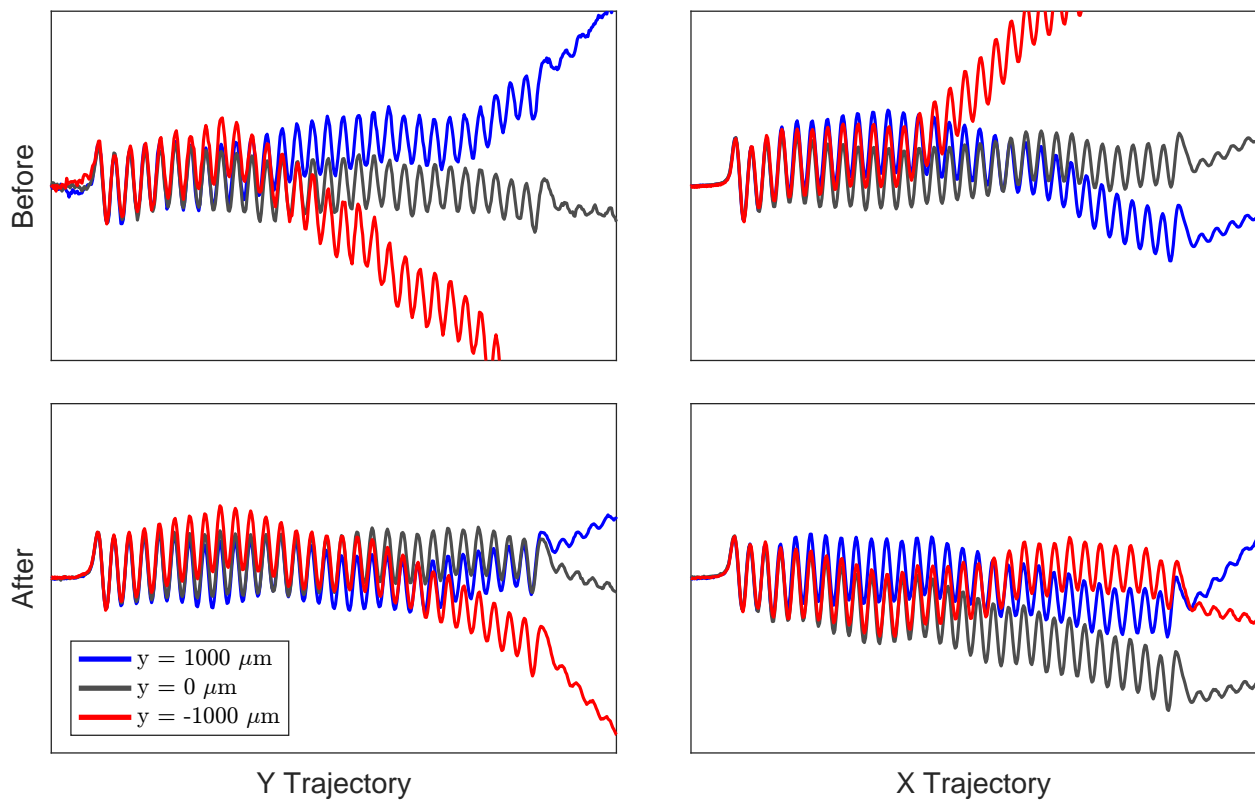 Before
After
y = 1000 μm
y = 0 μm
y = -1000 μm
Y Trajectory
X Trajectory